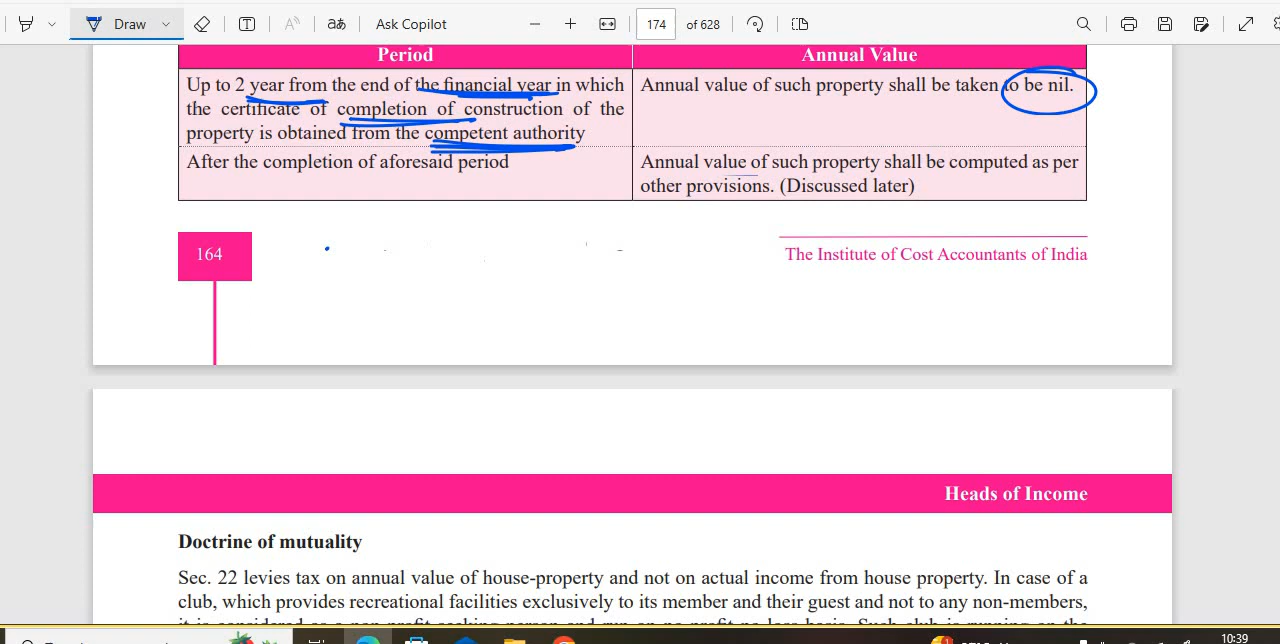 Draw
T
A
aあ
Ask Copilot
174
of 628
Period
Annual Value
Up to 2 year from the end of the financial year in which
the certificate of completion of construction of the
property is obtained from the competent authority
Annual value of such property shall be taken to be nil.
After the completion of aforesaid period
Annual value of such property shall be computed as per
other provisions. (Discussed later)
164
The Institute of Cost Accountants of India
Heads of Income
Doctrine of mutuality
Sec. 22 levies tax on annual value of house-property and not on actual income from house property. In case of a
club, which provides recreational facilities exclusively to its member and their guest and not to any non-members,
10:39